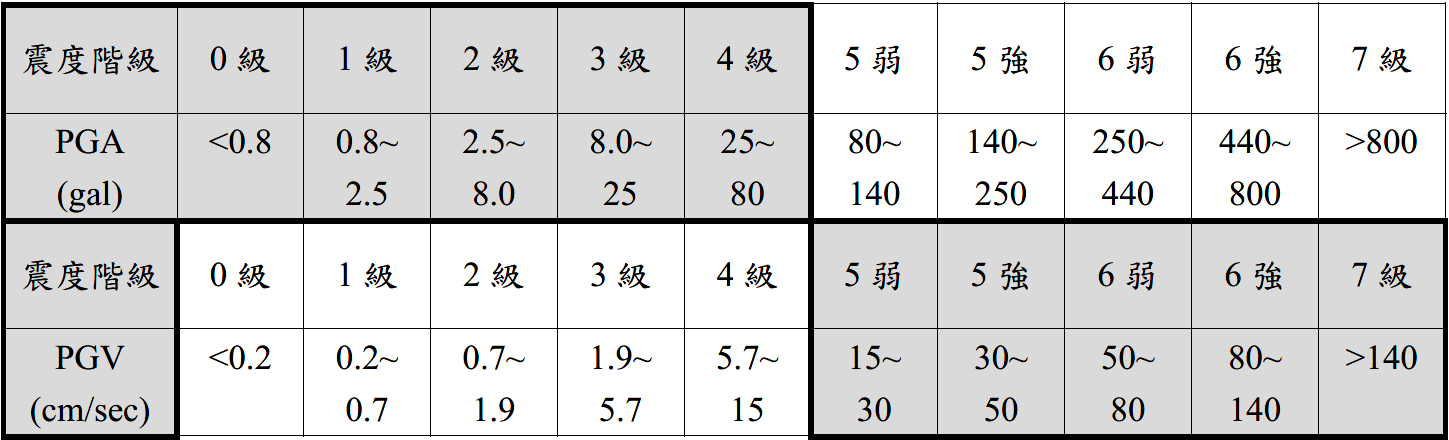 震度階級 0級 1級 2級 3級 4級 5弱 5強 6弱 6強 7級
PGA <0.8 0.8~ 2.5~ 8.0~ 25~ 80~ 140~ 250~ 440~ >800
(gal) 2.5 8.0 25 80 140 250 440 800
震度階級 0級 1級 2級 3級 4級 5弱 5強 6弱 6強 7級
PGV <0.2 0.2~ 0.7~ 1.9~ 5.7~ 15~ 30~ 50~ 80~ >140
(cm/sec) 0.7 1.9 5.7 15 30 50 80 140